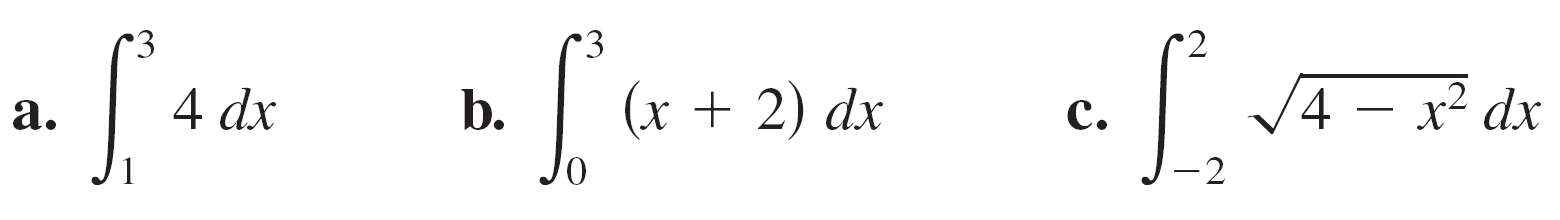 a. ∫₁³ 4 dx b. ∫₀³ (x + 2) dx c. ∫₋₂² √(4 − x²) dx